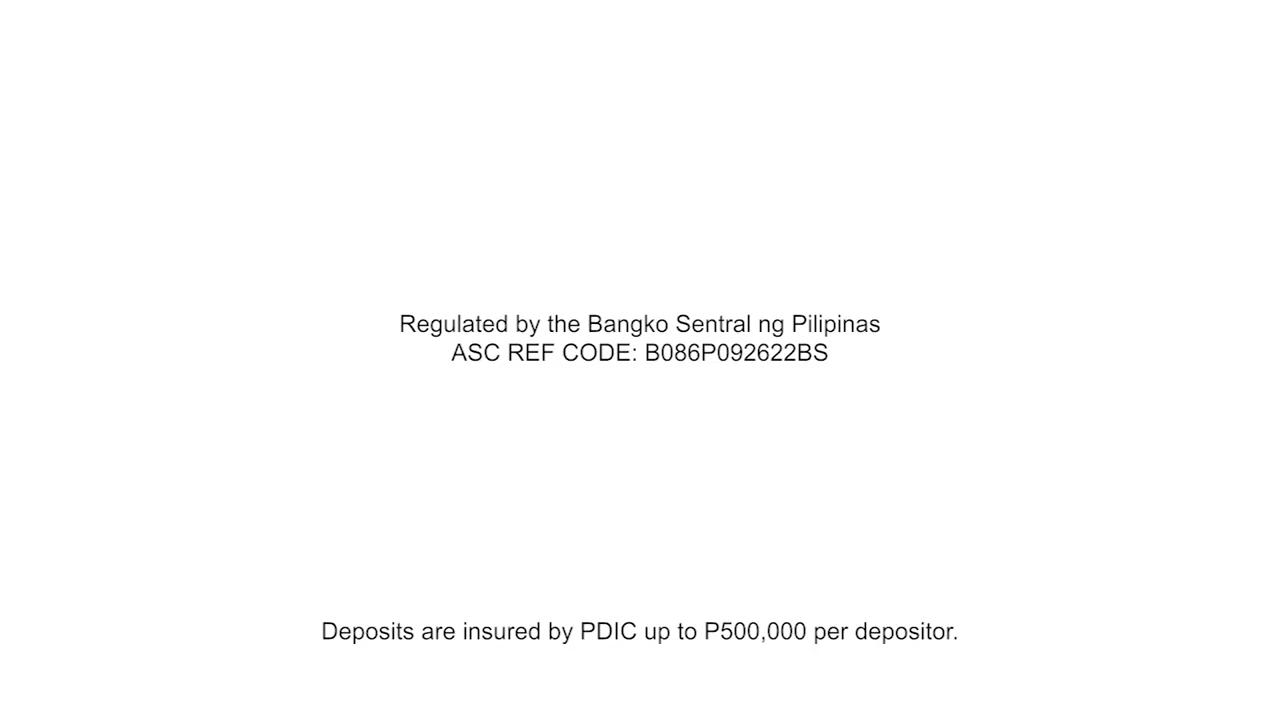 Regulated by the Bangko Sentral ng Pilipinas
ASC REF CODE: B086P092622BS
Deposits are insured by PDIC up to P500,000 per depositor.